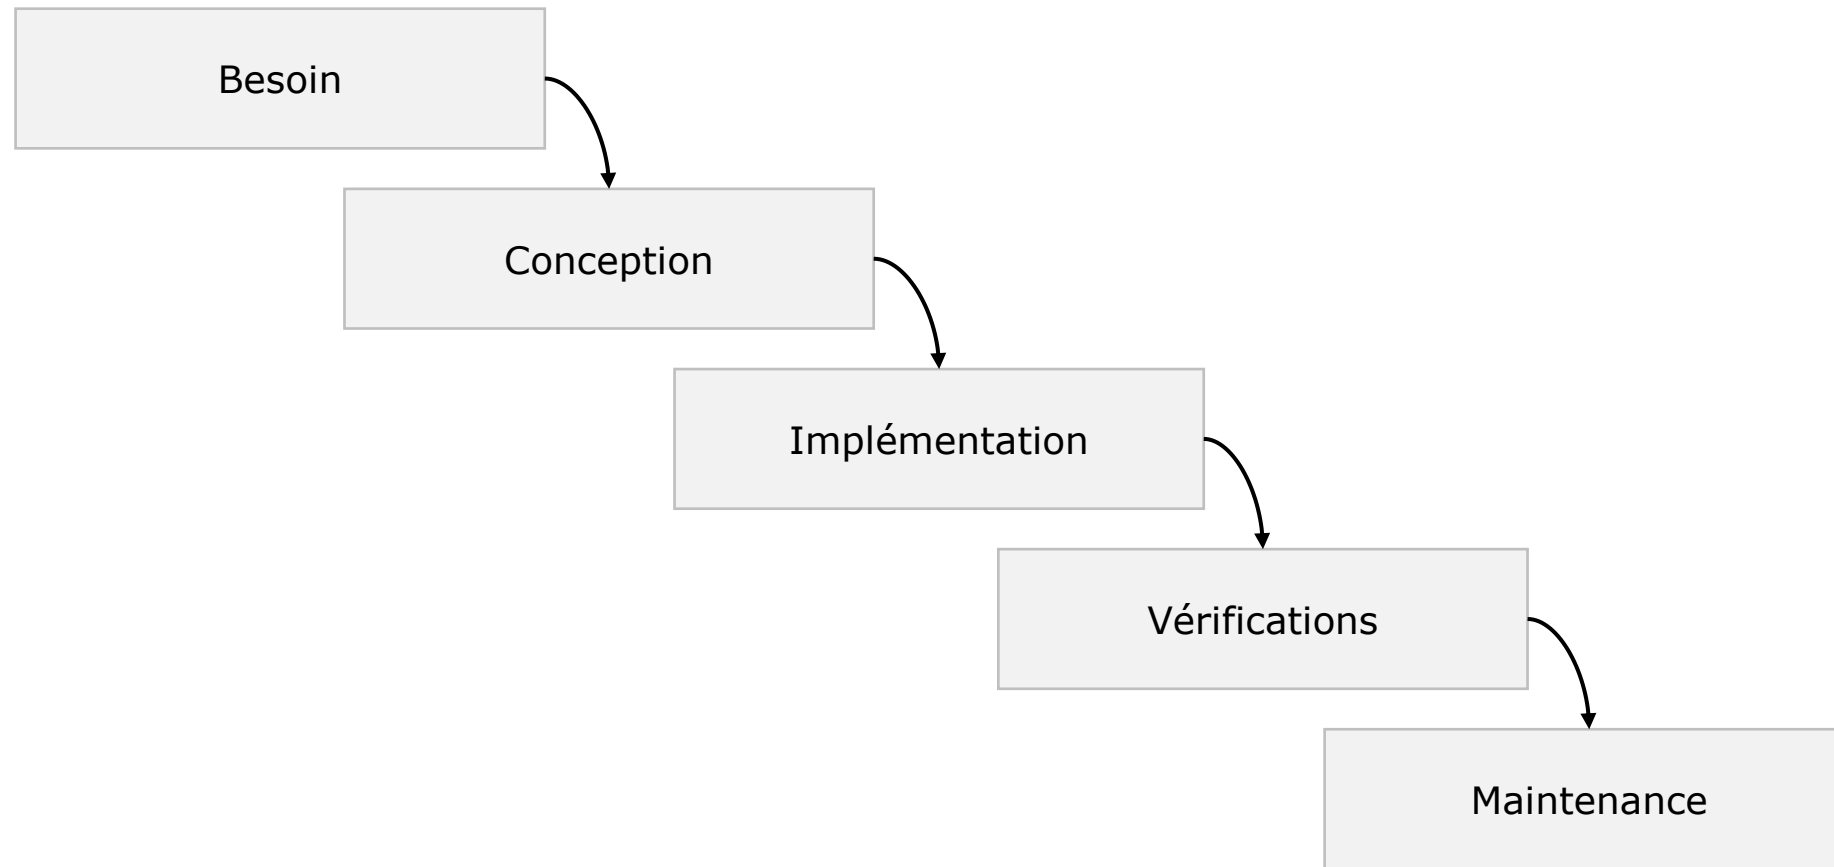 Besoin
Conception
Implémentation
Vérifications
Maintenance